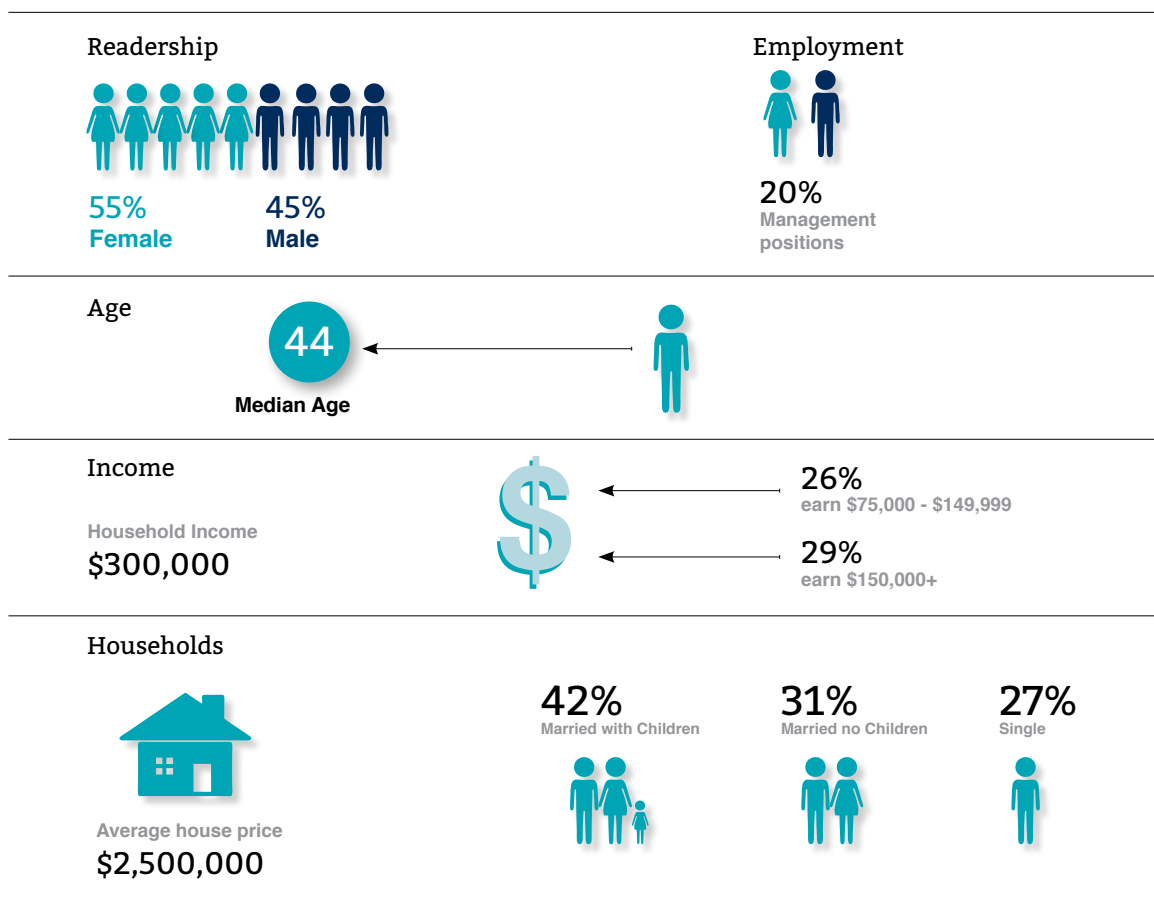 Readership
55%
Female
45%
Male
Employment
20%
Management
positions
Age
44
Median Age
Income
Household Income
$300,000
$
26%
earn $75,000 - $149,999
29%
earn $150,000+
Households
Average house price
$2,500,000
42%
Married with Children
31%
Married no Children
27%
Single